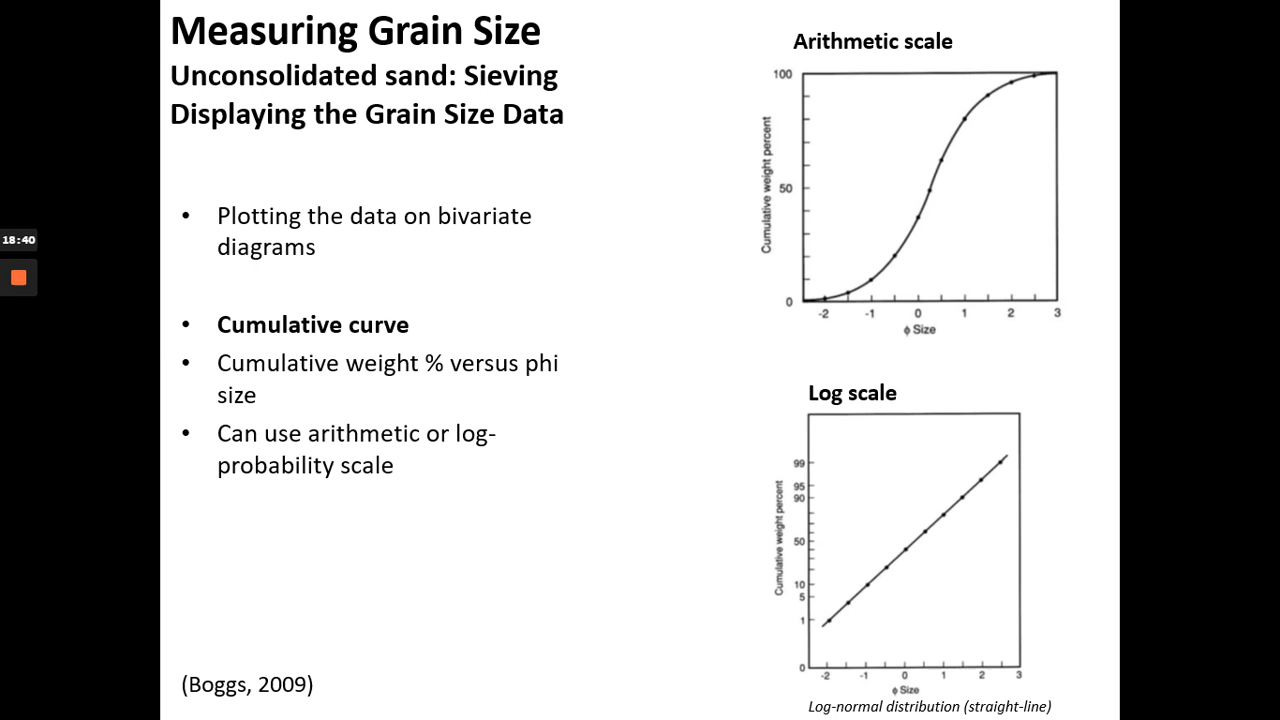 Measuring Grain Size
Unconsolidated sand: Sieving
Displaying the Grain Size Data
• Plotting the data on bivariate
diagrams
• Cumulative curve
• Cumulative weight % versus phi
size
• Can use arithmetic or log-
probability scale
(Boggs, 2009)
18:40
Arithmetic scale
Cumulative weight percent
100
50
0
-2 -1 0 1 2 3
ϕ Size
Log scale
Cumulative weight percent
99
95
90
50
10
5
1
0
-2 -1 0 1 2 3
ϕ Size
Log-normal distribution (straight-line)